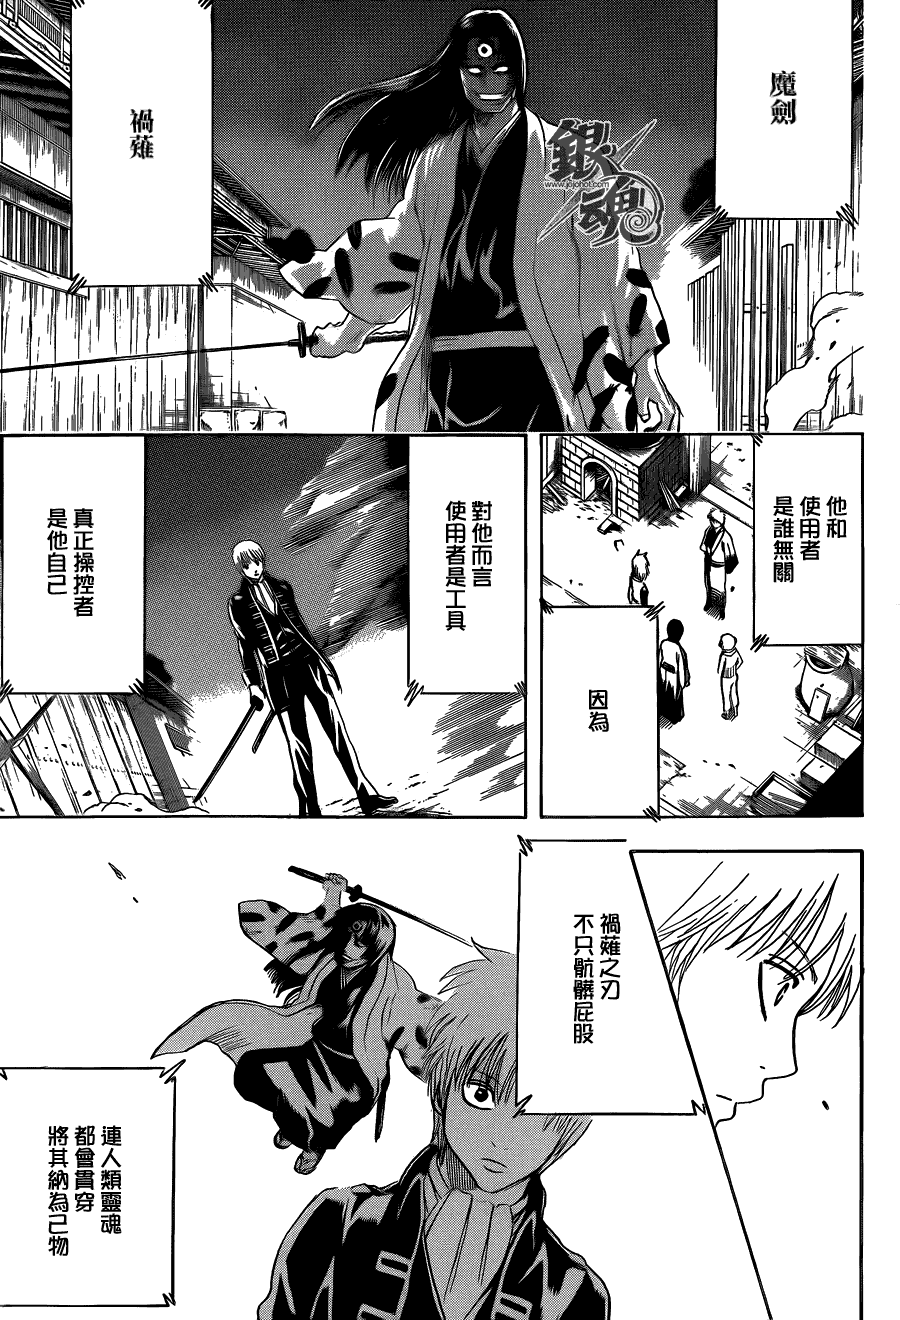 魔劍
銀魂
www.jojohot.com
禍薙
他和
使用者
是誰無關
因為
對他而言
使用者是工具
真正操控者
是他自己
禍薙之刃
不只骯髒屁股
連人類靈魂
都會貫穿
將其納為己物